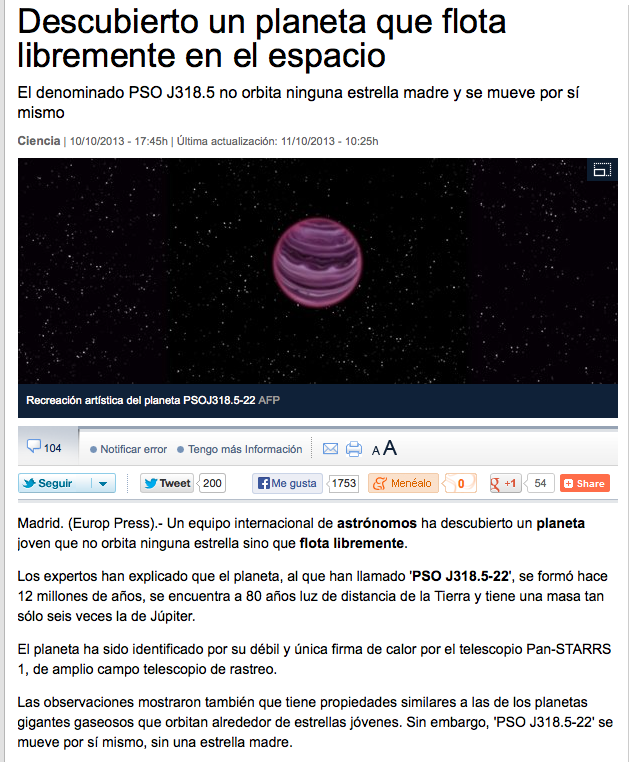 Descubierto un planeta que flota
libremente en el espacio
El denominado PSO J318.5 no orbita ninguna estrella madre y se mueve por sí
mismo
Ciencia | 10/10/2013 - 17:45h | Última actualización: 11/10/2013 - 10:25h
Recreación artística del planeta PSOJ318.5-22 AFP
104 Notificar error Tengo más Información A A
Seguir Tweet 200 Me gusta 1753 Menéalo 0 +1 54 Share
Madrid. (Europ Press).- Un equipo internacional de astrónomos ha descubierto un planeta
joven que no orbita ninguna estrella sino que flota libremente.
Los expertos han explicado que el planeta, al que han llamado 'PSO J318.5-22', se formó hace
12 millones de años, se encuentra a 80 años luz de distancia de la Tierra y tiene una masa tan
sólo seis veces la de Júpiter.
El planeta ha sido identificado por su débil y única firma de calor por el telescopio Pan-STARRS
1, de amplio campo telescopio de rastreo.
Las observaciones mostraron también que tiene propiedades similares a las de los planetas
gigantes gaseosos que orbitan alrededor de estrellas jóvenes. Sin embargo, 'PSO J318.5-22' se
mueve por sí mismo, sin una estrella madre.